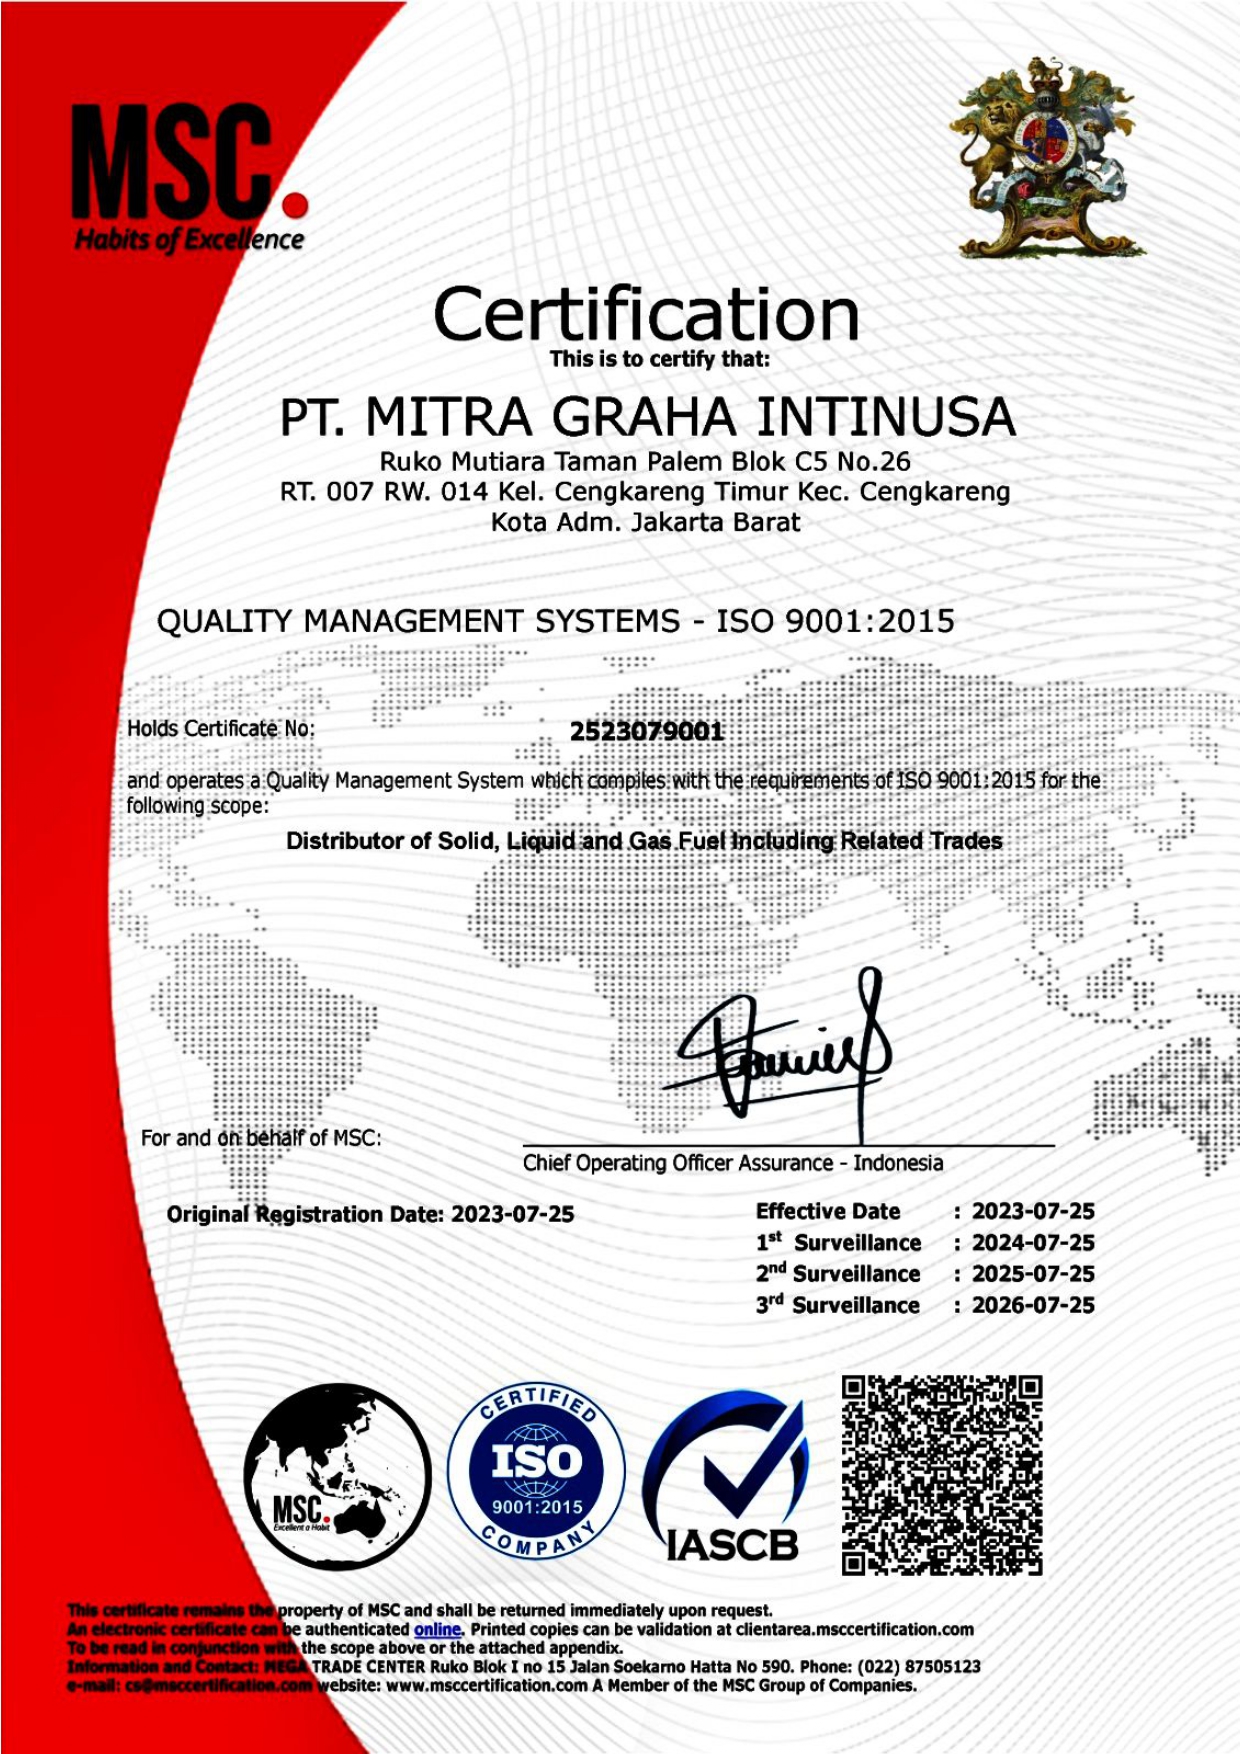 MSC.
Habits of Excellence
Certification
This is to certify that:
PT. MITRA GRAHA INTINUSA
Ruko Mutiara Taman Palem Blok C5 No.26
RT. 007 RW. 014 Kel. Cengkareng Timur Kec. Cengkareng
Kota Adm. Jakarta Barat
QUALITY MANAGEMENT SYSTEMS - ISO 9001:2015
Holds Certificate No: 2523079001
and operates a Quality Management System which compiles with the requirements of ISO 9001:2015 for the
following scope:
Distributor of Solid, Liquid and Gas Fuel Including Related Trades
For and on behalf of MSC:
Chief Operating Officer Assurance - Indonesia
Original Registration Date: 2023-07-25
Effective Date : 2023-07-25
1st Surveillance : 2024-07-25
2nd Surveillance : 2025-07-25
3rd Surveillance : 2026-07-25
MSC.
Excellent a Habit
CERTIFIED
ISO
9001:2015
COMPANY
IASCB
This certificate remains the property of MSC and shall be returned immediately upon request.
An electronic certificate can be authenticated online. Printed copies can be validation at clientarea.msccertification.com
To be read in conjunction with the scope above or the attached appendix.
Information and Contact: MEGA TRADE CENTER Ruko Blok I no 15 Jalan Soekarno Hatta No 590. Phone: (022) 87505123
e-mail: cs@msccertification.com website: www.msccertification.com A Member of the MSC Group of Companies.